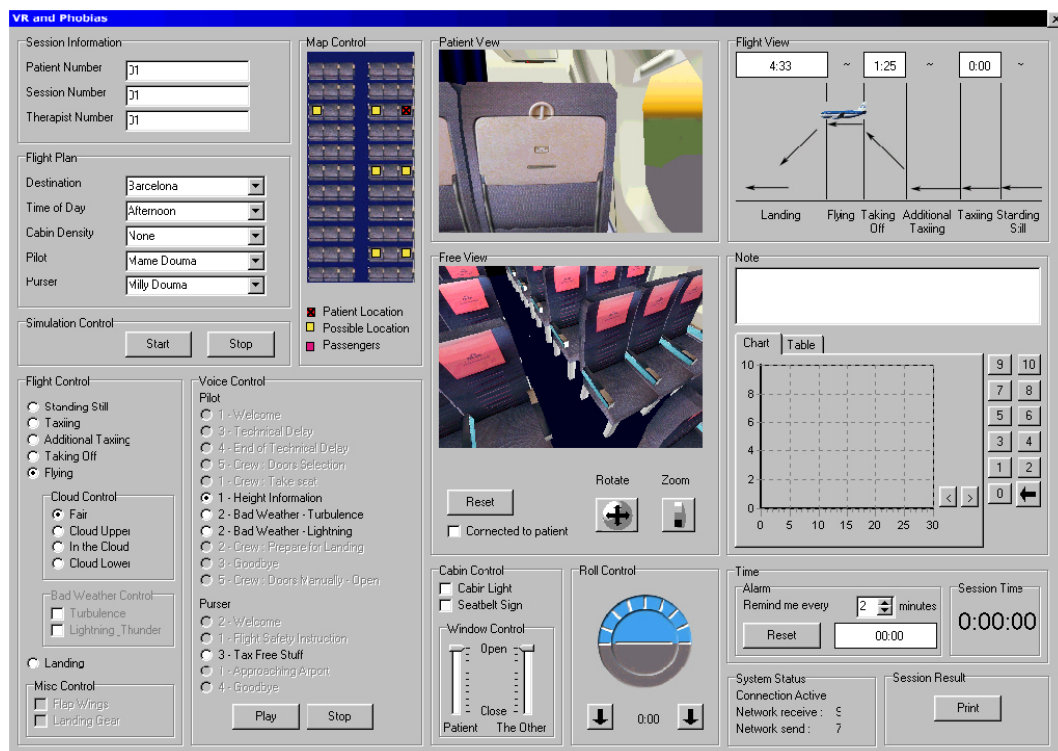 VR and Phobias
Session Information
Patient Number 01
Session Number 01
Therapist Number 01
Flight Plan
Destination Barcelona
Time of Day Afternoon
Cabin Density None
Pilot Mame Douma
Purser Milly Douma
Simulation Control
Start Stop
Map Control
Patient Location
Possible Location
Passengers
Patient View
Flight View
4:33 ~ 1:25 ~ 0:00 ~
Landing Flying Taking Off Additional Taxiing Taxiing Standing Still
Free View
Reset
Connected to patient
Rotate Zoom
Note
Chart Table
10
8
6
4
2
0
0 5 10 15 20 25 30
< >
9 10
7 8
5 6
3 4
1 2
0
Flight Control
Standing Still
Taxiing
Additional Taxiing
Taking Off
Flying
Cloud Control
Fair
Cloud Upper
In the Cloud
Cloud Lower
Bad Weather Control
Turbulence
Lightning_Thunder
Landing
Misc Control
Flap Wings
Landing Gear
Voice Control
Pilot
1 - Welcome
3 - Technical Delay
4 - End of Technical Delay
5 - Crew : Doors Selection
1 - Crew : Take seat
1 - Height Information
2 - Bad Weather - Turbulence
2 - Bad Weather - Lightning
2 - Crew : Prepare for Landing
3 - Goodbye
5 - Crew : Doors Manually - Open
Purser
2 - Welcome
1 - Flight Safety Instruction
3 - Tax Free Stuff
1 - Approaching Airport
4 - Goodbye
Play Stop
Cabin Control
Cabin Light
Seatbelt Sign
Window Control
Open
Close
Patient The Other
Roll Control
0:00
Time
Alarm
Remind me every 2 minutes
Reset 00:00
Session Time
0:00:00
System Status
Connection Active
Network receive : 9
Network send : 7
Session Result
Print